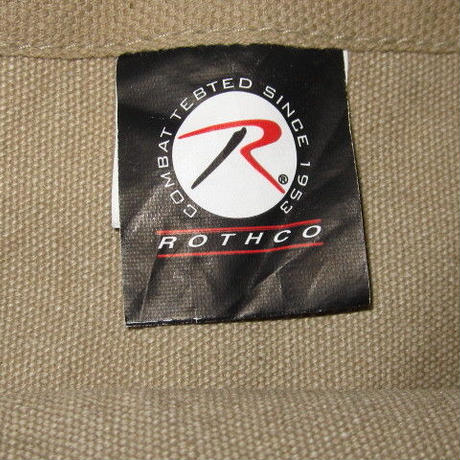 COMBAT TEBTED SINCE 1953
R®
ROTHCO